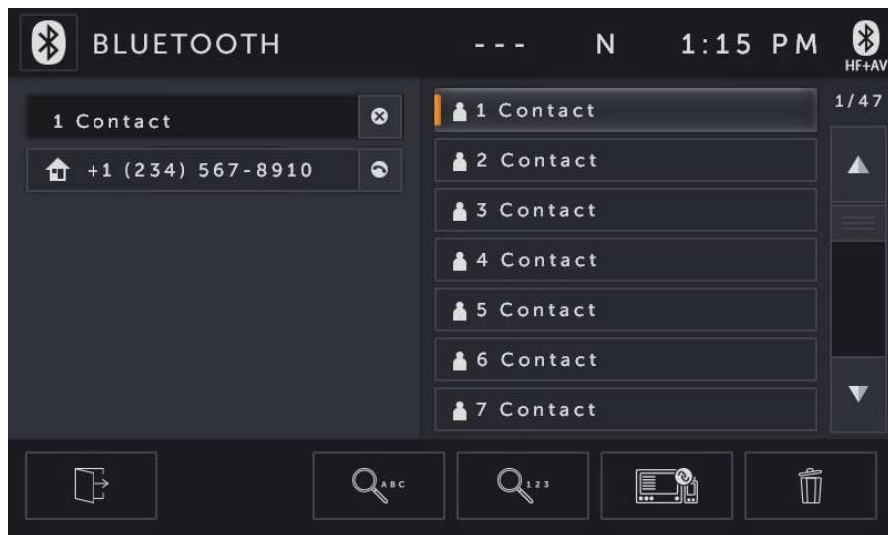 BLUETOOTH --- N 1:15 PM
HF+AV
1 Contact
+1 (234) 567-8910
1 Contact
2 Contact
3 Contact
4 Contact
5 Contact
6 Contact
7 Contact
1/47
ABC
123